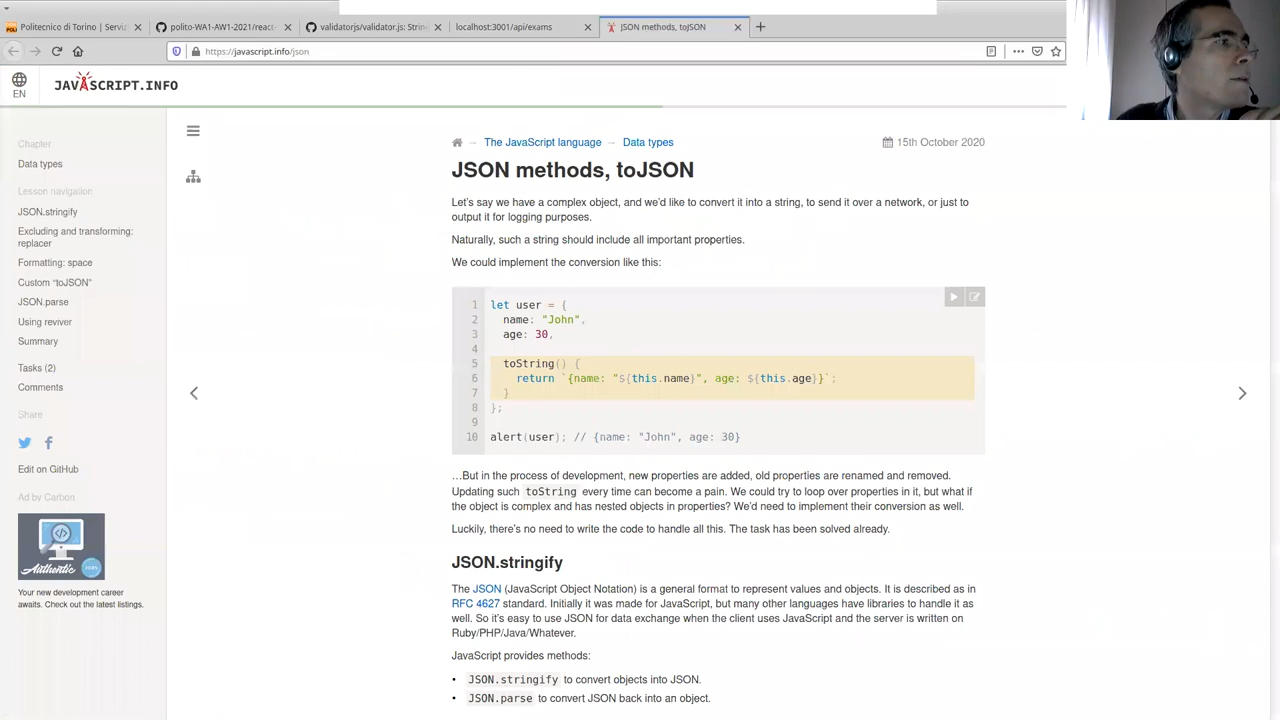 Politecnico di Torino | Serviz
polito-WA1-AW1-2021/react-
validatorjs/validator.js: Strin
localhost:3001/api/exams
JSON methods, toJSON
https://javascript.info/json
EN
JAVASCRIPT.INFO
Chapter
Data types
Lesson navigation
JSON.stringify
Excluding and transforming:
replacer
Formatting: space
Custom “toJSON”
JSON.parse
Using reviver
Summary
Tasks (2)
Comments
Share
Edit on GitHub
Ad by Carbon
Authentic
Your new development career
awaits. Check out the latest listings.
The JavaScript language → Data types
15th October 2020
JSON methods, toJSON
Let’s say we have a complex object, and we’d like to convert it into a string, to send it over a network, or just to
output it for logging purposes.
Naturally, such a string should include all important properties.
We could implement the conversion like this:
1 let user = {
2 name: "John",
3 age: 30,
4
5 toString() {
6 return `{name: "${this.name}", age: ${this.age}}`;
7 }
8 };
9
10 alert(user); // {name: "John", age: 30}
…But in the process of development, new properties are added, old properties are renamed and removed.
Updating such toString every time can become a pain. We could try to loop over properties in it, but what if
the object is complex and has nested objects in properties? We’d need to implement their conversion as well.
Luckily, there’s no need to write the code to handle all this. The task has been solved already.
JSON.stringify
The JSON (JavaScript Object Notation) is a general format to represent values and objects. It is described as in
RFC 4627 standard. Initially it was made for JavaScript, but many other languages have libraries to handle it as
well. So it’s easy to use JSON for data exchange when the client uses JavaScript and the server is written on
Ruby/PHP/Java/Whatever.
JavaScript provides methods:
• JSON.stringify to convert objects into JSON.
• JSON.parse to convert JSON back into an object.